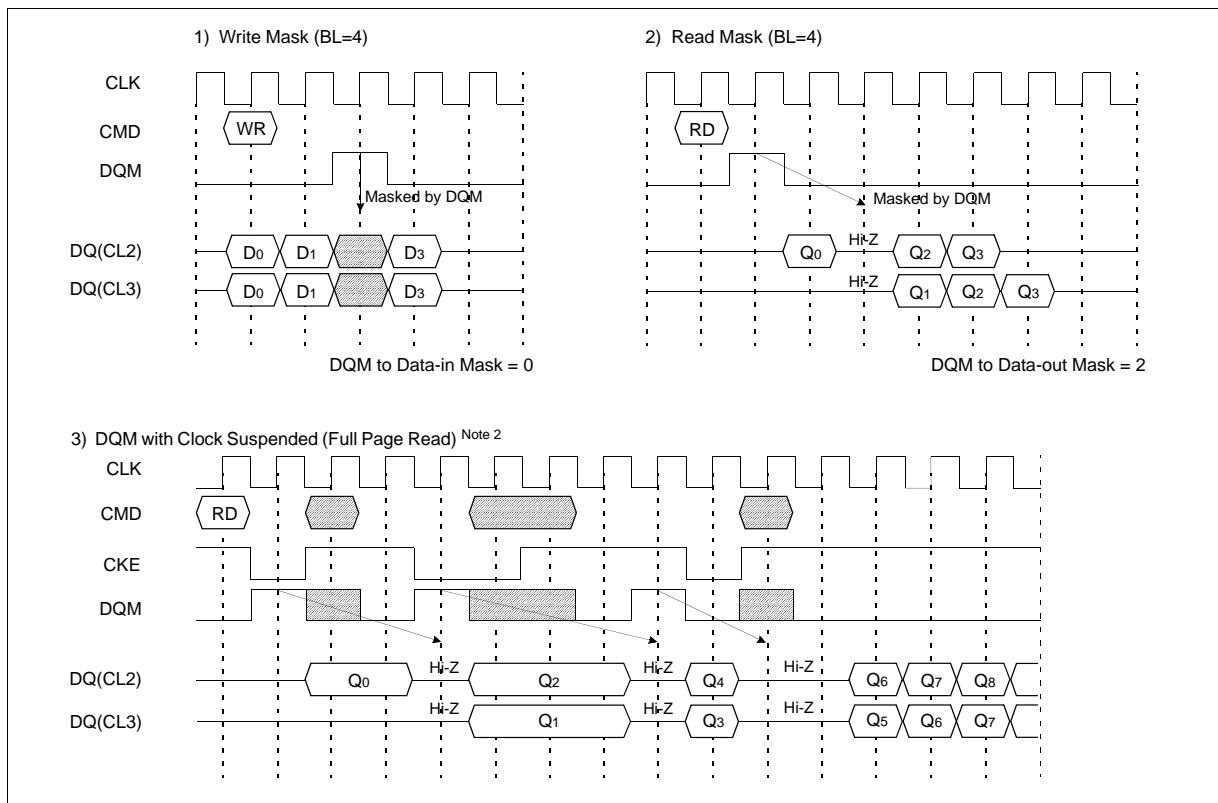 1) Write Mask (BL=4)
2) Read Mask (BL=4)
CLK
CMD
WR
RD
DQM
Masked by DQM
Masked by DQM
DQ(CL2)
D0 D1 D3
Q0 Hi-Z Q2 Q3
DQ(CL3)
D0 D1 D3
Hi-Z Q1 Q2 Q3
DQM to Data-in Mask = 0
DQM to Data-out Mask = 2
3) DQM with Clock Suspended (Full Page Read) Note 2
CLK
CMD
RD
CKE
DQM
DQ(CL2)
Q0 Hi-Z Q2 Hi-Z Q4 Hi-Z Q6 Q7 Q8
DQ(CL3)
Hi-Z Q1 Hi-Z Q3 Hi-Z Q5 Q6 Q7